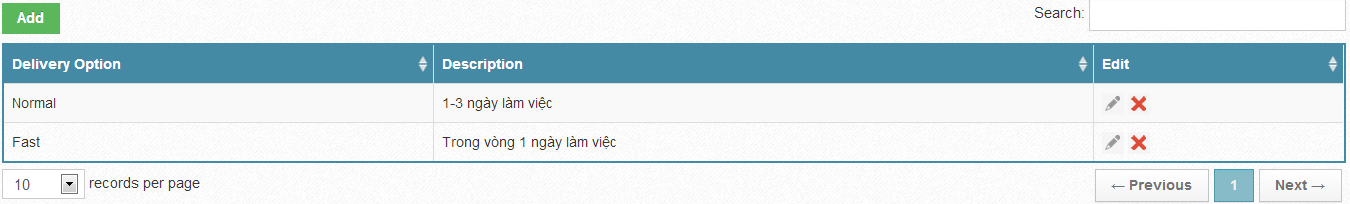 Add Search:
Delivery Option Description Edit
Normal 1-3 ngày làm việc
Fast Trong vòng 1 ngày làm việc
10 records per page ← Previous 1 Next →